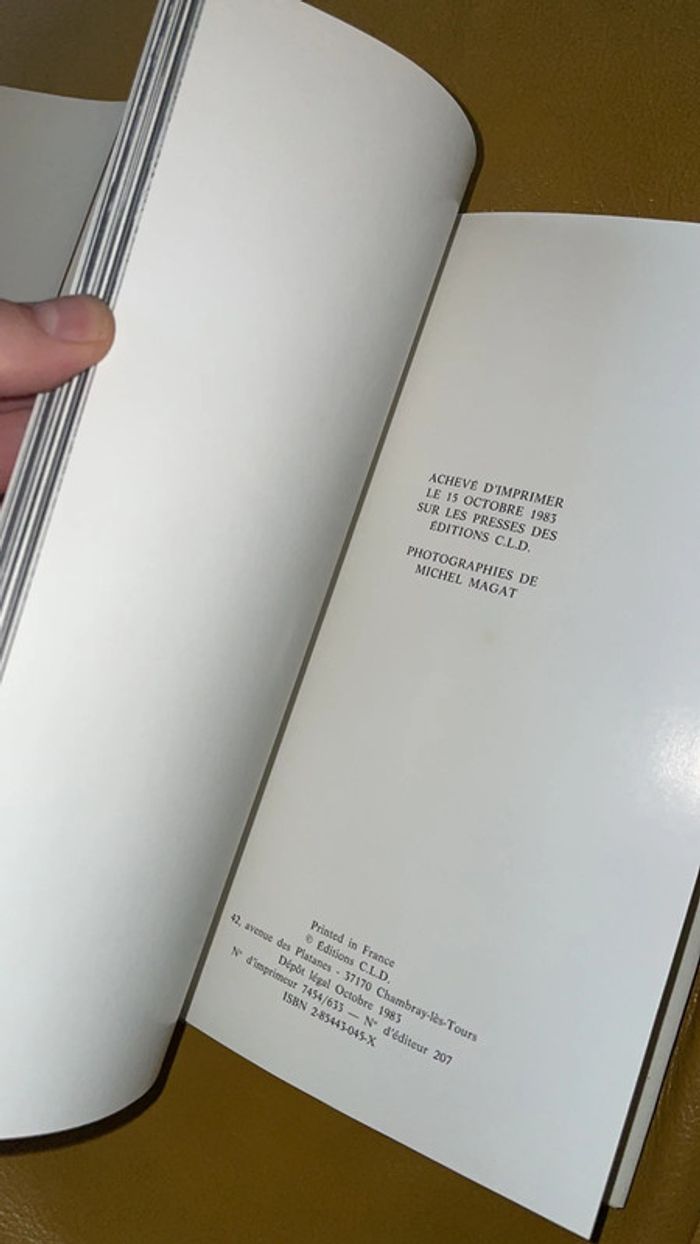 ACHEVÉ D'IMPRIMER
LE 15 OCTOBRE 1983
SUR LES PRESSES DES
ÉDITIONS C.L.D.
PHOTOGRAPHIES DE
MICHEL MAGAT
Printed in France
© Éditions C.L.D.
42, avenue des Platanes - 37170 Chambray-lès-Tours
Dépôt légal Octobre 1983
N° d'imprimeur 7454/633 — N° d'éditeur 207
ISBN 2-85443-045-X